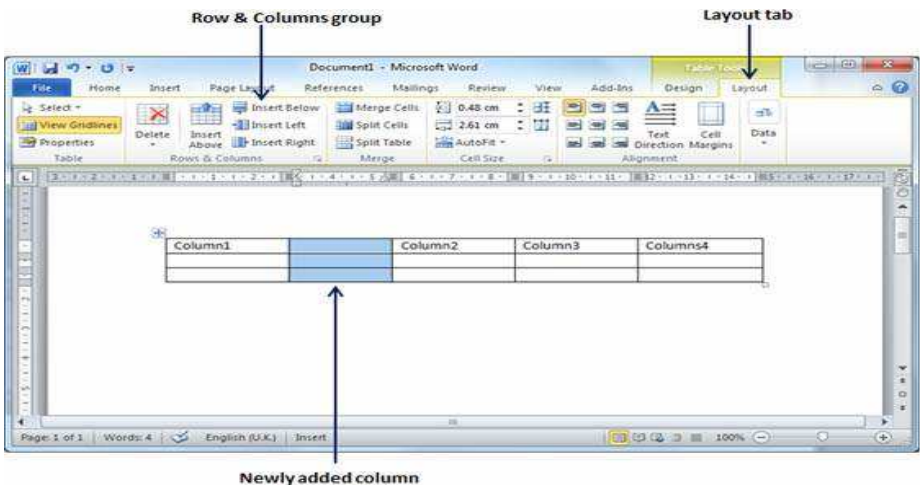 Row & Columns group
Layout tab
Document1 - Microsoft Word
Table Tools
File Home Insert Page Layout References Mailings Review View Add-Ins Design Layout
Select
Insert Below
Merge Cells
0.48 cm
View Gridlines
Delete
Insert Above
Insert Left
Split Cells
2.61 cm
Text Direction
Cell Margins
Data
Properties
Insert Right
Split Table
AutoFit
Table
Rows & Columns
Merge
Cell Size
Alignment
Column1
Column2
Column3
Columns4
Page: 1 of 1
Words: 4
English (U.K.)
Insert
100%
Newly added column